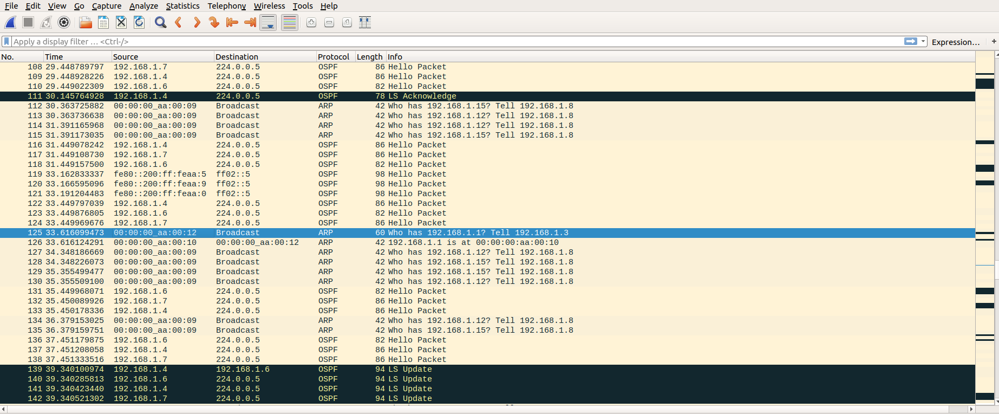 File Edit View Go Capture Analyze Statistics Telephony Wireless Tools Help
Apply a display filter … <Ctrl-/> Expression… +
No. Time Source Destination Protocol Length Info
108 29.448789797 192.168.1.7 224.0.0.5 OSPF 86 Hello Packet
109 29.448928226 192.168.1.4 224.0.0.5 OSPF 86 Hello Packet
110 29.449022309 192.168.1.6 224.0.0.5 OSPF 82 Hello Packet
111 30.145764928 192.168.1.4 224.0.0.5 OSPF 78 LS Acknowledge
112 30.363725882 00:00:00_aa:00:09 Broadcast ARP 42 Who has 192.168.1.15? Tell 192.168.1.8
113 30.363736638 00:00:00_aa:00:09 Broadcast ARP 42 Who has 192.168.1.12? Tell 192.168.1.8
114 31.391165968 00:00:00_aa:00:09 Broadcast ARP 42 Who has 192.168.1.12? Tell 192.168.1.8
115 31.391173035 00:00:00_aa:00:09 Broadcast ARP 42 Who has 192.168.1.15? Tell 192.168.1.8
116 31.449078242 192.168.1.4 224.0.0.5 OSPF 86 Hello Packet
117 31.449108730 192.168.1.7 224.0.0.5 OSPF 86 Hello Packet
118 31.449157500 192.168.1.6 224.0.0.5 OSPF 82 Hello Packet
119 33.162833337 fe80::200:ff:feaa:5 ff02::5 OSPF 98 Hello Packet
120 33.166595096 fe80::200:ff:feaa:9 ff02::5 OSPF 98 Hello Packet
121 33.191204483 fe80::200:ff:feaa:0 ff02::5 OSPF 98 Hello Packet
122 33.449797039 192.168.1.4 224.0.0.5 OSPF 86 Hello Packet
123 33.449876805 192.168.1.6 224.0.0.5 OSPF 82 Hello Packet
124 33.449969676 192.168.1.7 224.0.0.5 OSPF 86 Hello Packet
125 33.616099473 00:00:00_aa:00:12 Broadcast ARP 60 Who has 192.168.1.1? Tell 192.168.1.3
126 33.616124291 00:00:00_aa:00:10 00:00:00_aa:00:12 ARP 42 192.168.1.1 is at 00:00:00:aa:00:10
127 34.348186669 00:00:00_aa:00:09 Broadcast ARP 42 Who has 192.168.1.12? Tell 192.168.1.8
128 34.348226073 00:00:00_aa:00:09 Broadcast ARP 42 Who has 192.168.1.15? Tell 192.168.1.8
129 35.355499477 00:00:00_aa:00:09 Broadcast ARP 42 Who has 192.168.1.15? Tell 192.168.1.8
130 35.355509100 00:00:00_aa:00:09 Broadcast ARP 42 Who has 192.168.1.12? Tell 192.168.1.8
131 35.449968071 192.168.1.6 224.0.0.5 OSPF 82 Hello Packet
132 35.450089926 192.168.1.7 224.0.0.5 OSPF 86 Hello Packet
133 35.450178336 192.168.1.4 224.0.0.5 OSPF 86 Hello Packet
134 36.379153025 00:00:00_aa:00:09 Broadcast ARP 42 Who has 192.168.1.12? Tell 192.168.1.8
135 36.379159751 00:00:00_aa:00:09 Broadcast ARP 42 Who has 192.168.1.15? Tell 192.168.1.8
136 37.451179875 192.168.1.6 224.0.0.5 OSPF 82 Hello Packet
137 37.451208058 192.168.1.4 224.0.0.5 OSPF 86 Hello Packet
138 37.451333516 192.168.1.7 224.0.0.5 OSPF 86 Hello Packet
139 39.340100974 192.168.1.4 192.168.1.6 OSPF 94 LS Update
140 39.340285813 192.168.1.6 224.0.0.5 OSPF 94 LS Update
141 39.340423440 192.168.1.4 224.0.0.5 OSPF 94 LS Update
142 39.340521302 192.168.1.7 224.0.0.5 OSPF 94 LS Update